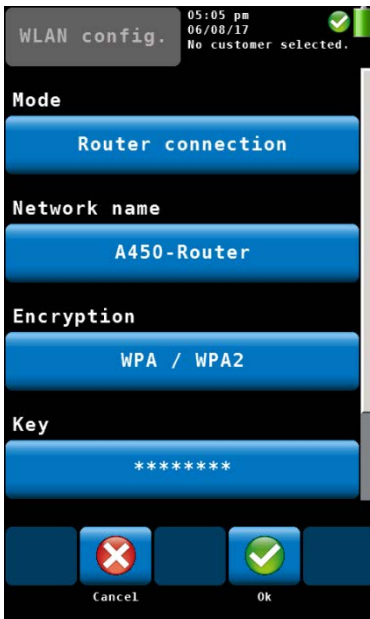 WLAN config.
05:05 pm
06/08/17
No customer selected.
Mode
Router connection
Network name
A450-Router
Encryption
WPA / WPA2
Key
********
Cancel
Ok